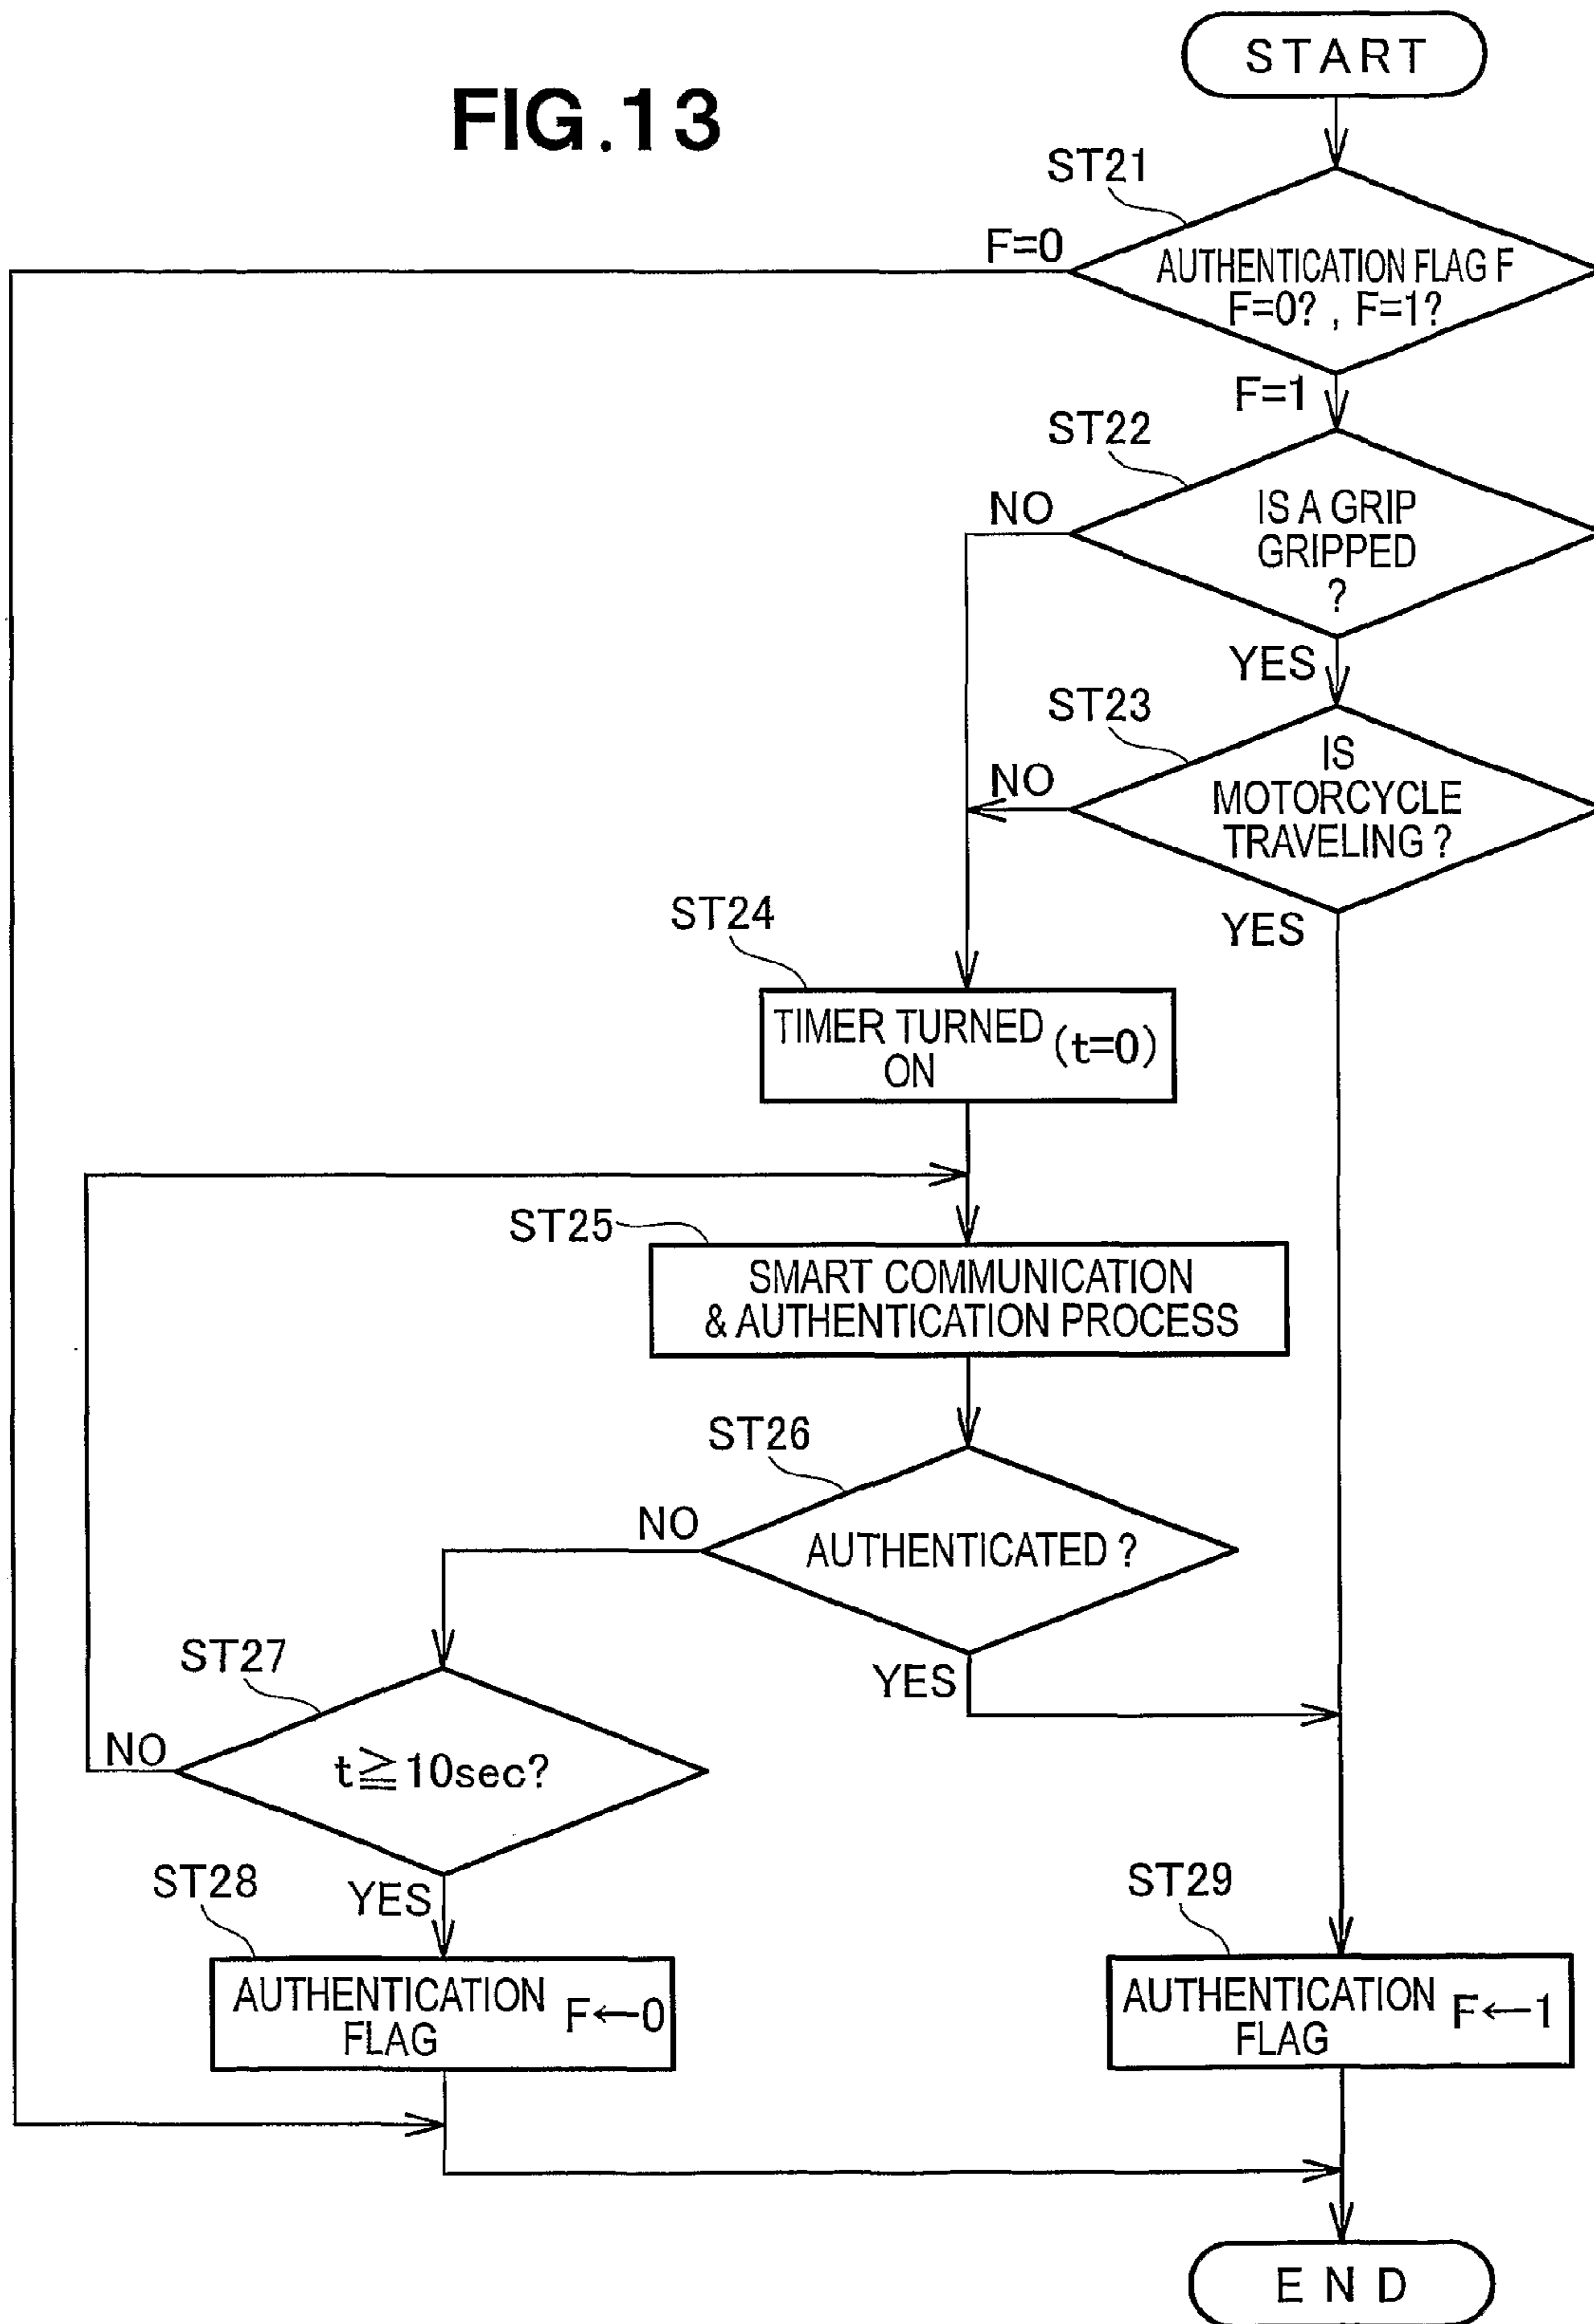 FIG.13
START
ST21
F=0
AUTHENTICATION FLAG F
F=0? , F=1?
F=1
ST22
NO
IS A GRIP
GRIPPED
?
YES
ST23
NO
IS
MOTORCYCLE
TRAVELING ?
YES
ST24
TIMER TURNED
ON
(t=0)
ST25
SMART COMMUNICATION
& AUTHENTICATION PROCESS
ST26
NO
AUTHENTICATED ?
YES
ST27
NO
t≧10sec?
YES
ST28
AUTHENTICATION
FLAG
F←0
ST29
AUTHENTICATION
FLAG
F←1
END